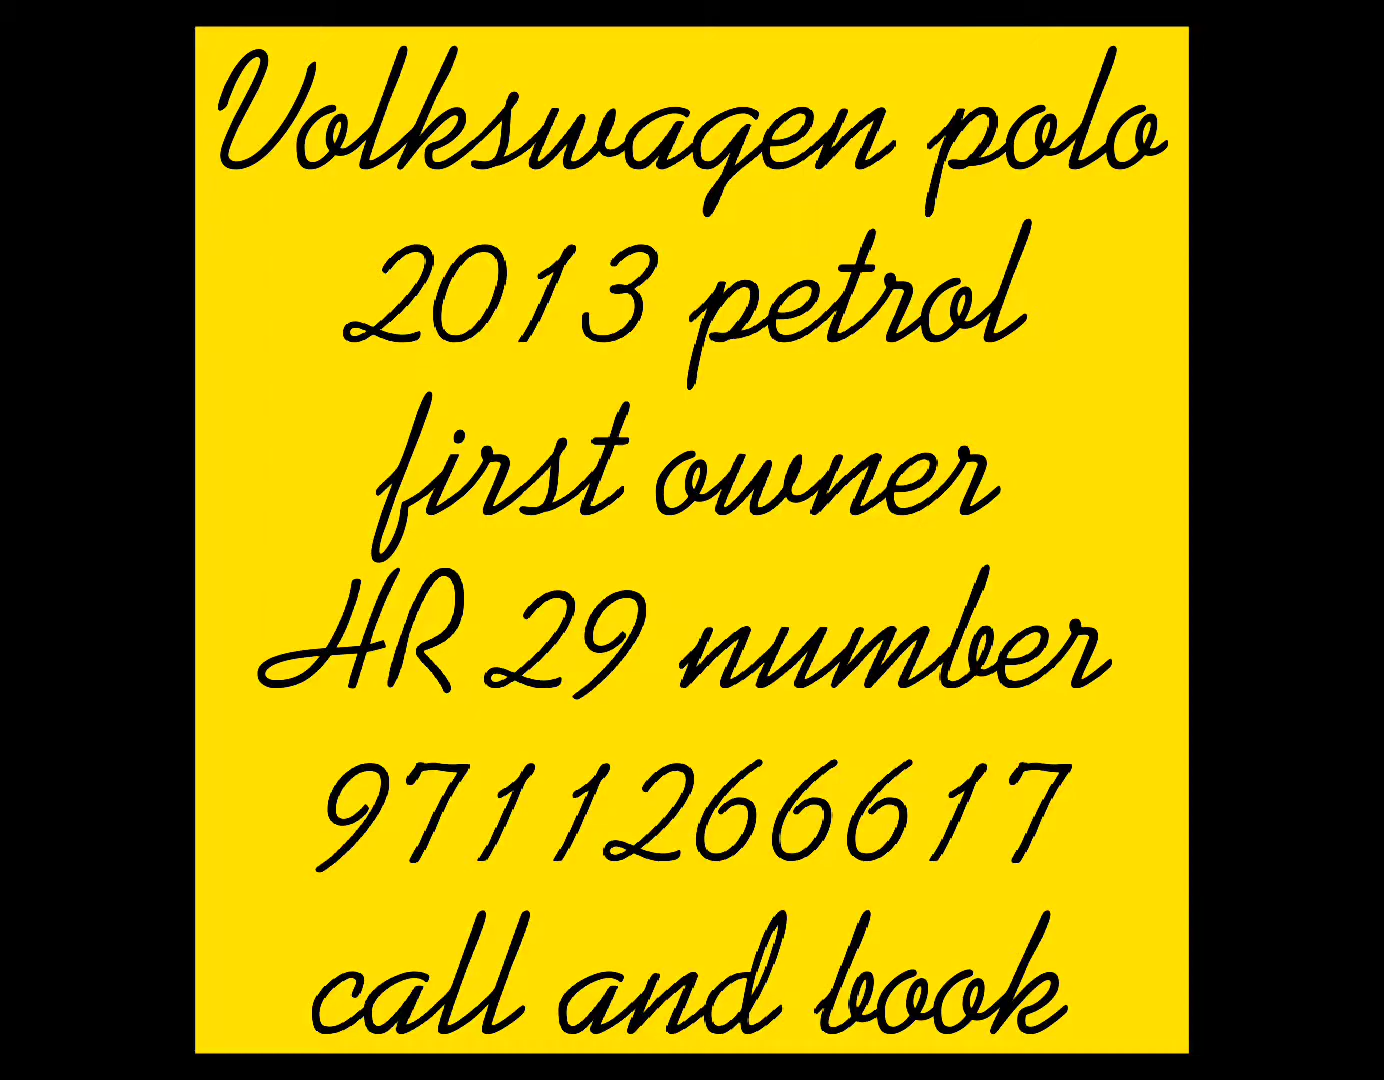 Volkswagen polo
2013 petrol
first owner
HR 29 number
9711266617
call and book